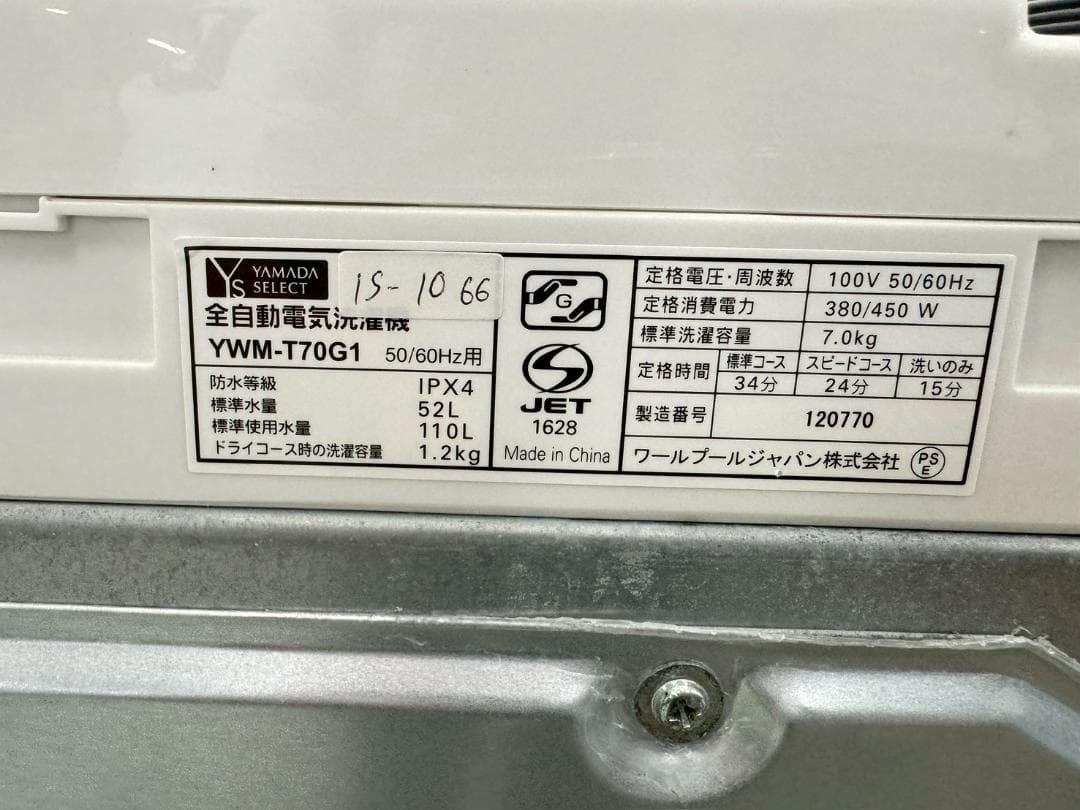 YS YAMADA SELECT
1S-1066
全自動電気洗濯機
YWM-T70G1 50/60Hz用
防水等級 IPX4
標準水量 52L
標準使用水量 110L
ドライコース時の洗濯容量 1.2kg
G
S
JET
1628
Made in China
定格電圧・周波数 100V 50/60Hz
定格消費電力 380/450 W
標準洗濯容量 7.0kg
定格時間 標準コース スピードコース 洗いのみ
34分 24分 15分
製造番号 120770
ワールプールジャパン株式会社 PSE